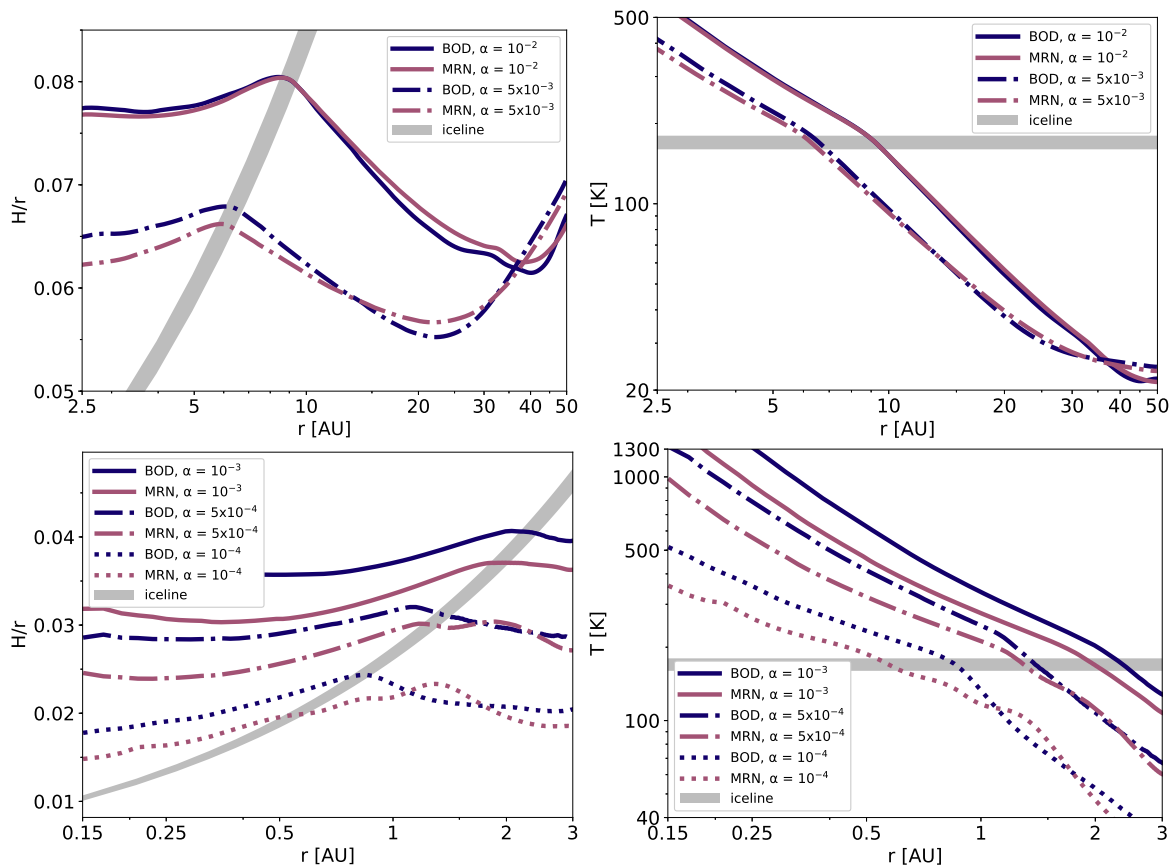 0.08
0.07
0.06
0.05
H/r
2.5 5 10 20 30 40 50
r [AU]
BOD, α = 10⁻²
MRN, α = 10⁻²
BOD, α = 5x10⁻³
MRN, α = 5x10⁻³
iceline
500
100
20
T [K]
2.5 5 10 20 30 40 50
r [AU]
BOD, α = 10⁻²
MRN, α = 10⁻²
BOD, α = 5x10⁻³
MRN, α = 5x10⁻³
iceline
0.04
0.03
0.02
0.01
H/r
0.15 0.25 0.5 1 2 3
r [AU]
BOD, α = 10⁻³
MRN, α = 10⁻³
BOD, α = 5x10⁻⁴
MRN, α = 5x10⁻⁴
BOD, α = 10⁻⁴
MRN, α = 10⁻⁴
iceline
1300
1000
500
100
40
T [K]
0.15 0.25 0.5 1 2 3
r [AU]
BOD, α = 10⁻³
MRN, α = 10⁻³
BOD, α = 5x10⁻⁴
MRN, α = 5x10⁻⁴
BOD, α = 10⁻⁴
MRN, α = 10⁻⁴
iceline